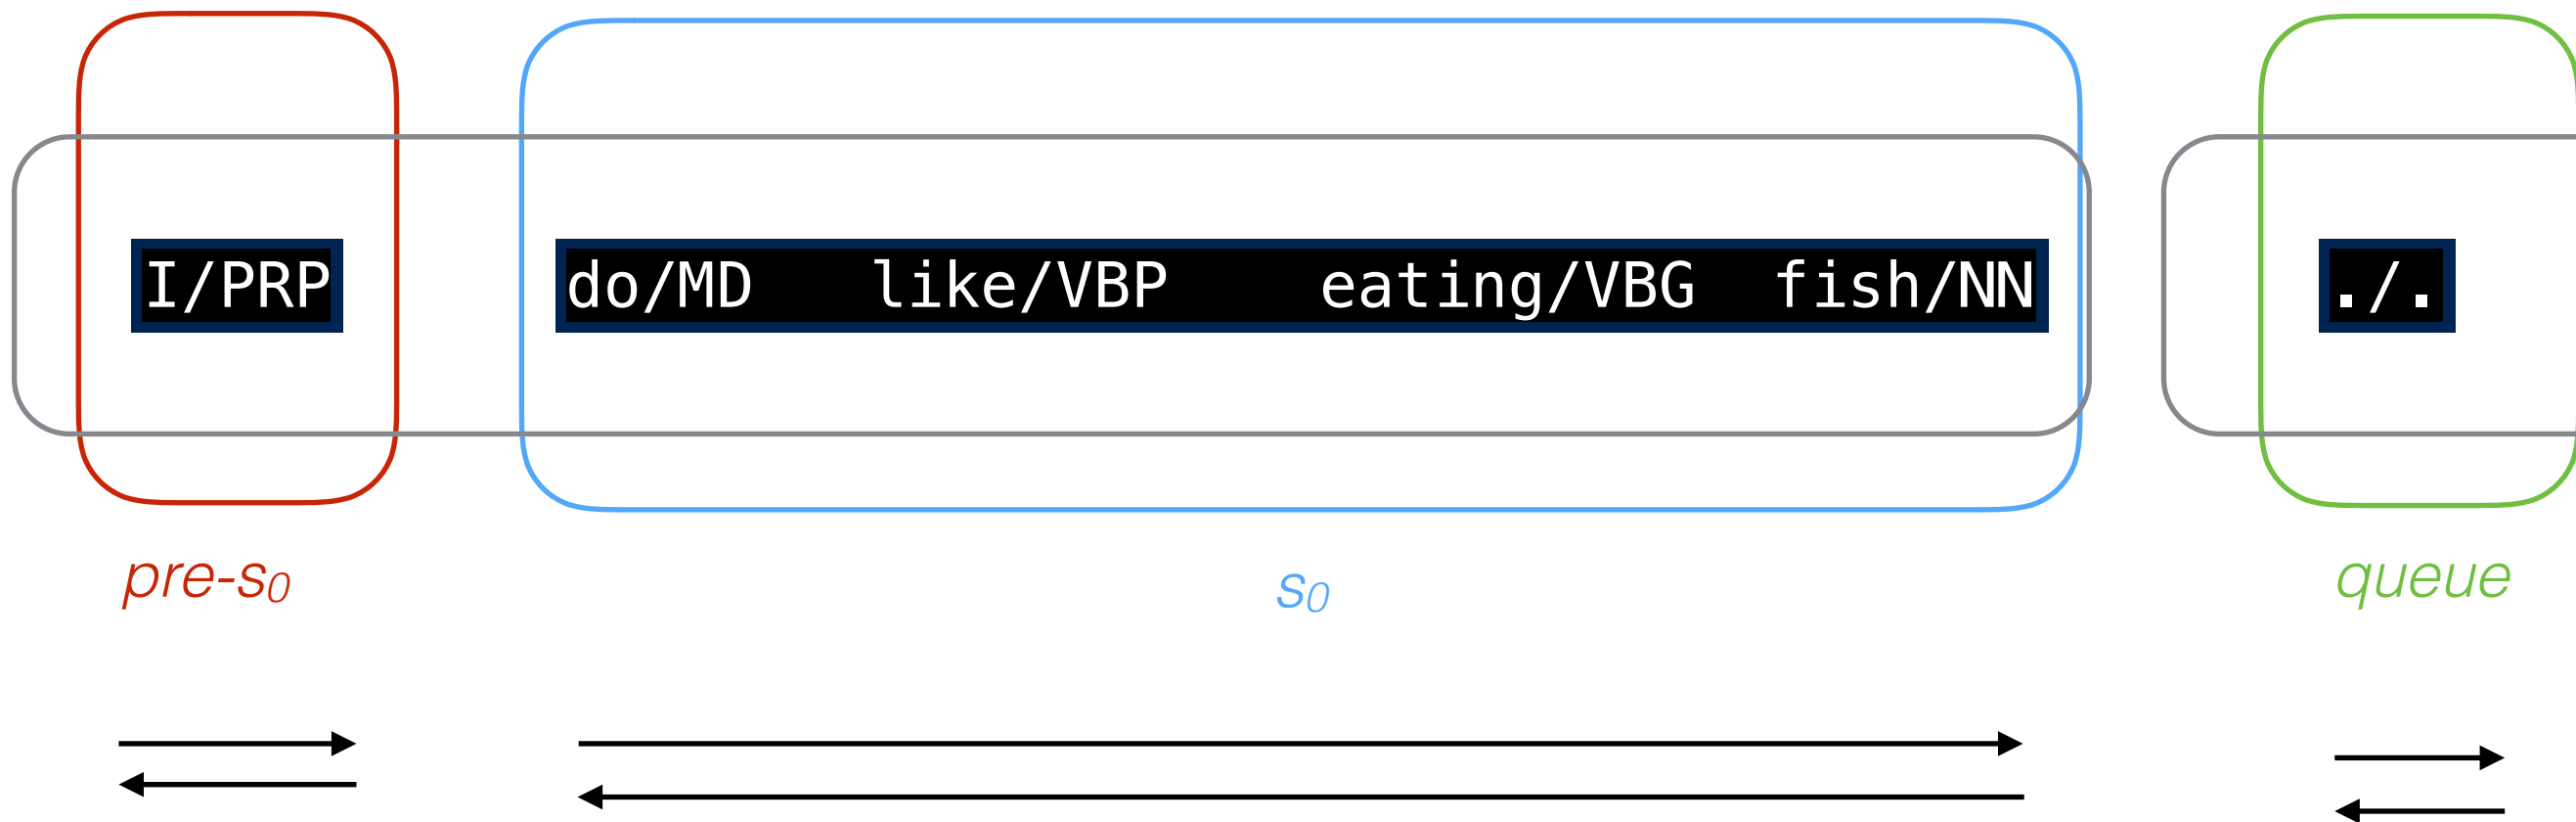 I/PRP do/MD like/VBP eating/VBG fish/NN ./.
pre-s₀ s₀ queue